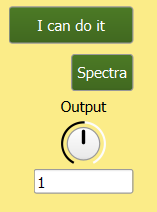 I can do it
Spectra
Output
1